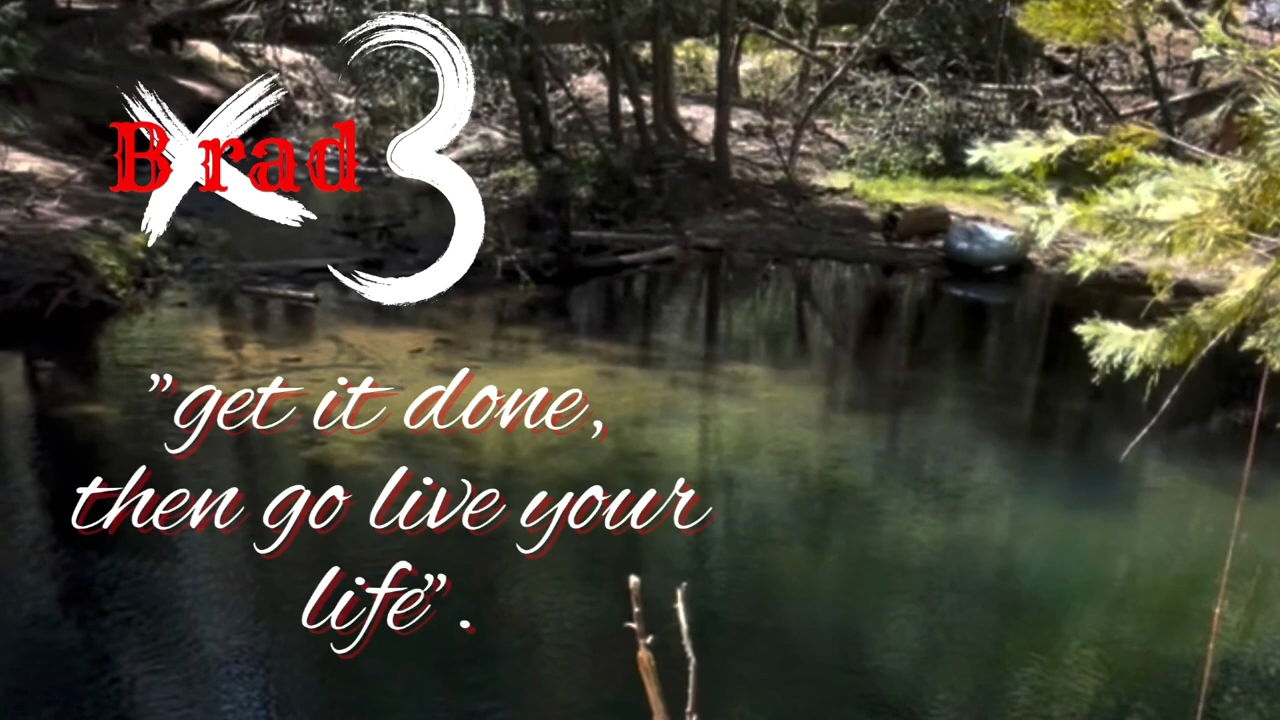 X 3
Brad
”get it done,
then go live your
life”.